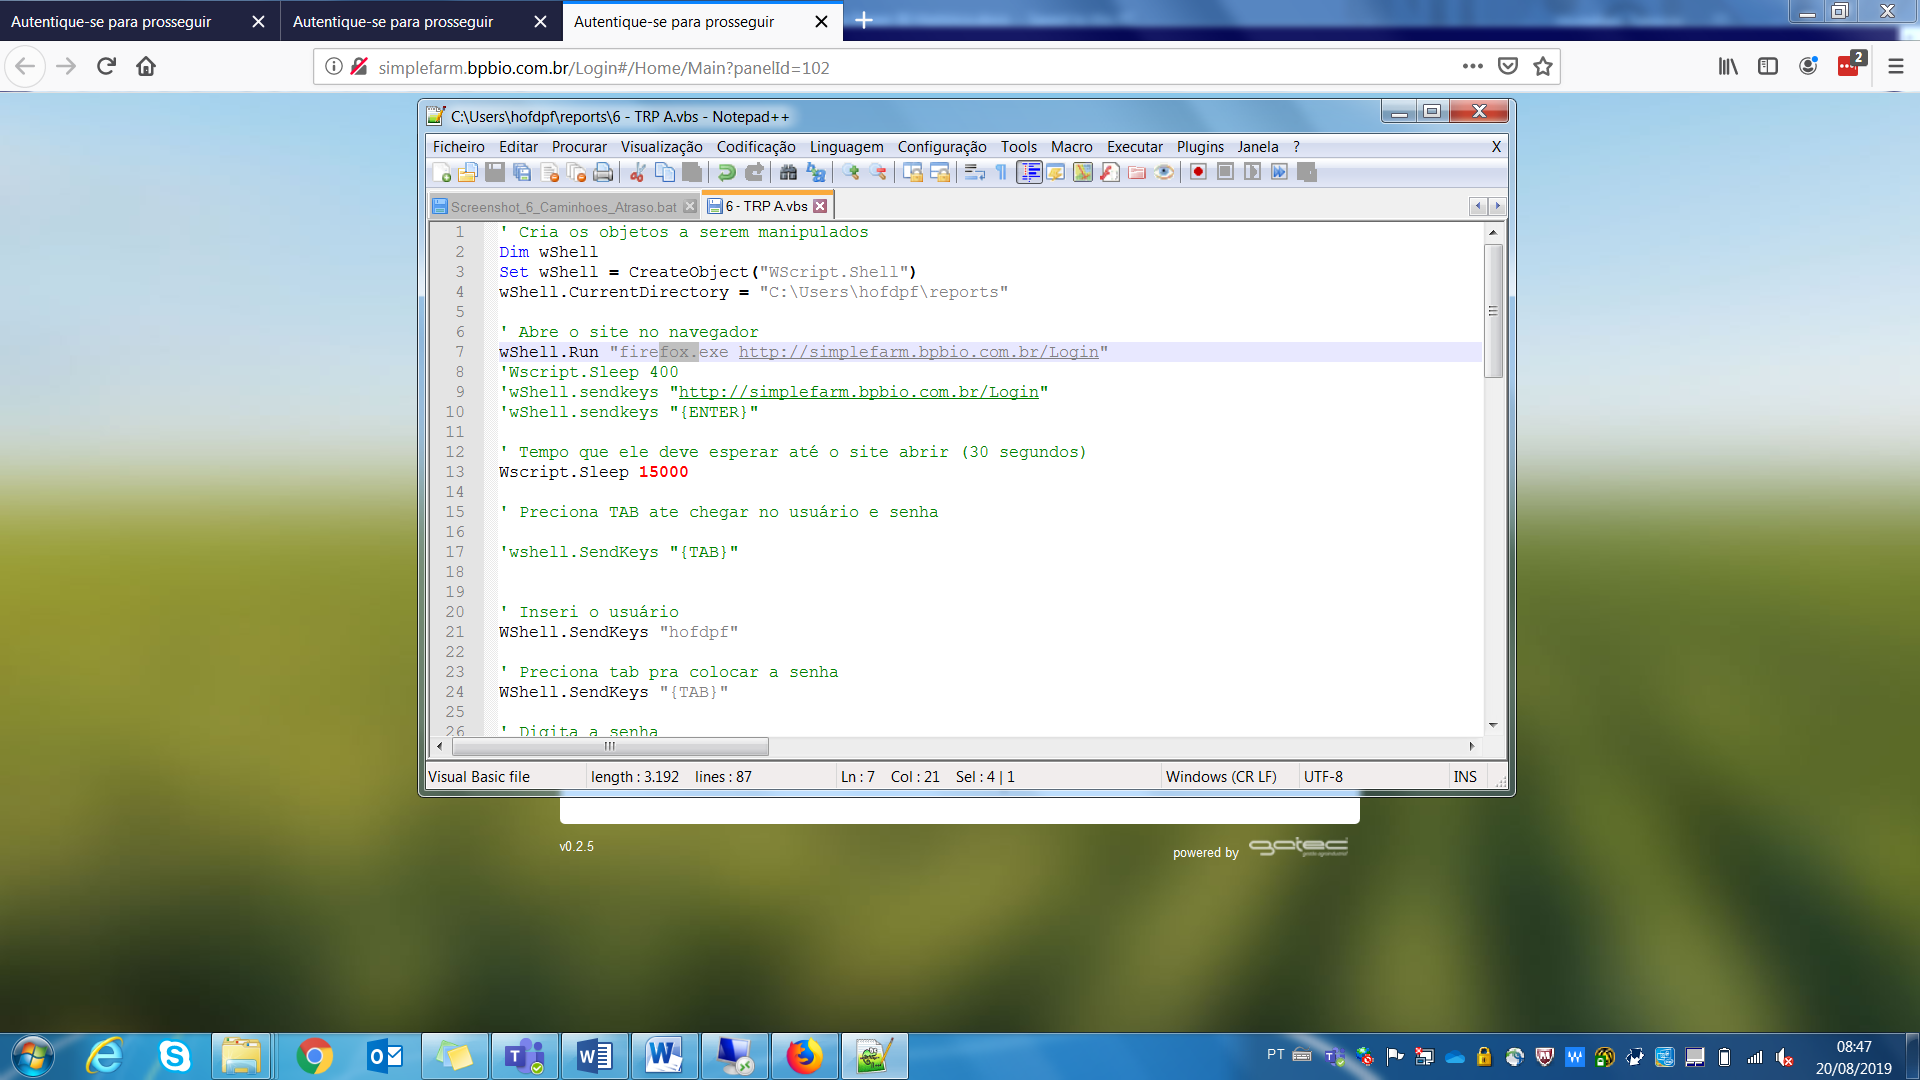 Autentique-se para prosseguir
Autentique-se para prosseguir
Autentique-se para prosseguir
simplefarm.bpbio.com.br/Login#/Home/Main?panelId=102
2
C:\Users\hofdpf\reports\6 - TRP A.vbs - Notepad++
Ficheiro Editar Procurar Visualização Codificação Linguagem Configuração Tools Macro Executar Plugins Janela ? X
Screenshot_6_Caminhoes_Atraso.bat
6 - TRP A.vbs
1 ' Cria os objetos a serem manipulados
2 Dim wShell
3 Set wShell = CreateObject("WScript.Shell")
4 wShell.CurrentDirectory = "C:\Users\hofdpf\reports"
5
6 ' Abre o site no navegador
7 wShell.Run "firefox.exe http://simplefarm.bpbio.com.br/Login"
8 'Wscript.Sleep 400
9 'wShell.sendkeys "http://simplefarm.bpbio.com.br/Login"
10 'wShell.sendkeys "{ENTER}"
11
12 ' Tempo que ele deve esperar até o site abrir (30 segundos)
13 Wscript.Sleep 15000
14
15 ' Preciona TAB ate chegar no usuário e senha
16
17 'wshell.SendKeys "{TAB}"
18
19
20 ' Inseri o usuário
21 WShell.SendKeys "hofdpf"
22
23 ' Preciona tab pra colocar a senha
24 WShell.SendKeys "{TAB}"
25
26 ' Digita a senha
Visual Basic file length : 3.192 lines : 87 Ln : 7 Col : 21 Sel : 4 | 1 Windows (CR LF) UTF-8 INS
v0.2.5
powered by gatec
PT
08:47
20/08/2019